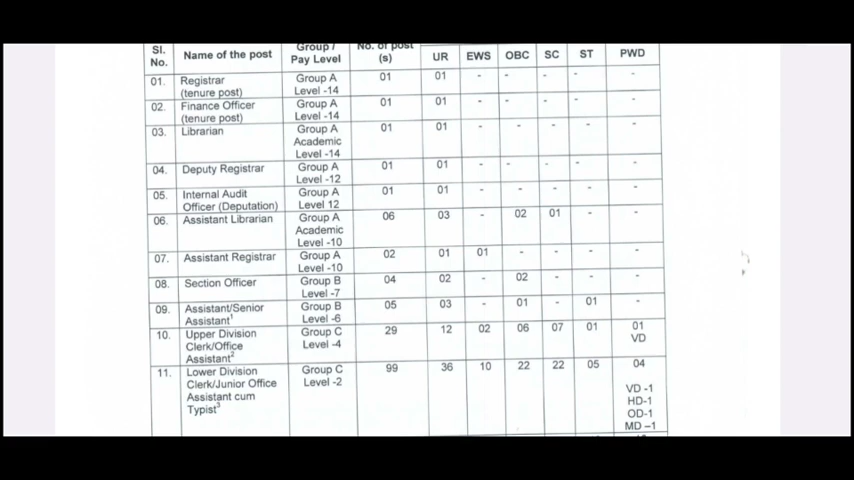 Sl. No. Name of the post Group / Pay Level No. of post (s) UR EWS OBC SC ST PWD
01. Registrar (tenure post) Group A Level -14 01 01 - - - - -
02. Finance Officer (tenure post) Group A Level -14 01 01 - - - - -
03. Librarian Group A Academic Level -14 01 01 - - - - -
04. Deputy Registrar Group A Level -12 01 01 - - - - -
05. Internal Audit Officer (Deputation) Group A Level 12 01 01 - - - - -
06. Assistant Librarian Group A Academic Level -10 06 03 - 02 01 - -
07. Assistant Registrar Group A Level -10 02 01 01 - - - -
08. Section Officer Group B Level -7 04 02 - 02 - - -
09. Assistant/Senior Assistant1 Group B Level -6 05 03 - 01 - 01 -
10. Upper Division Clerk/Office Assistant2 Group C Level -4 29 12 02 06 07 01 01 VD
11. Lower Division Clerk/Junior Office Assistant cum Typist3 Group C Level -2 99 36 10 22 22 05 04
VD -1
HD-1
OD-1
MD –1